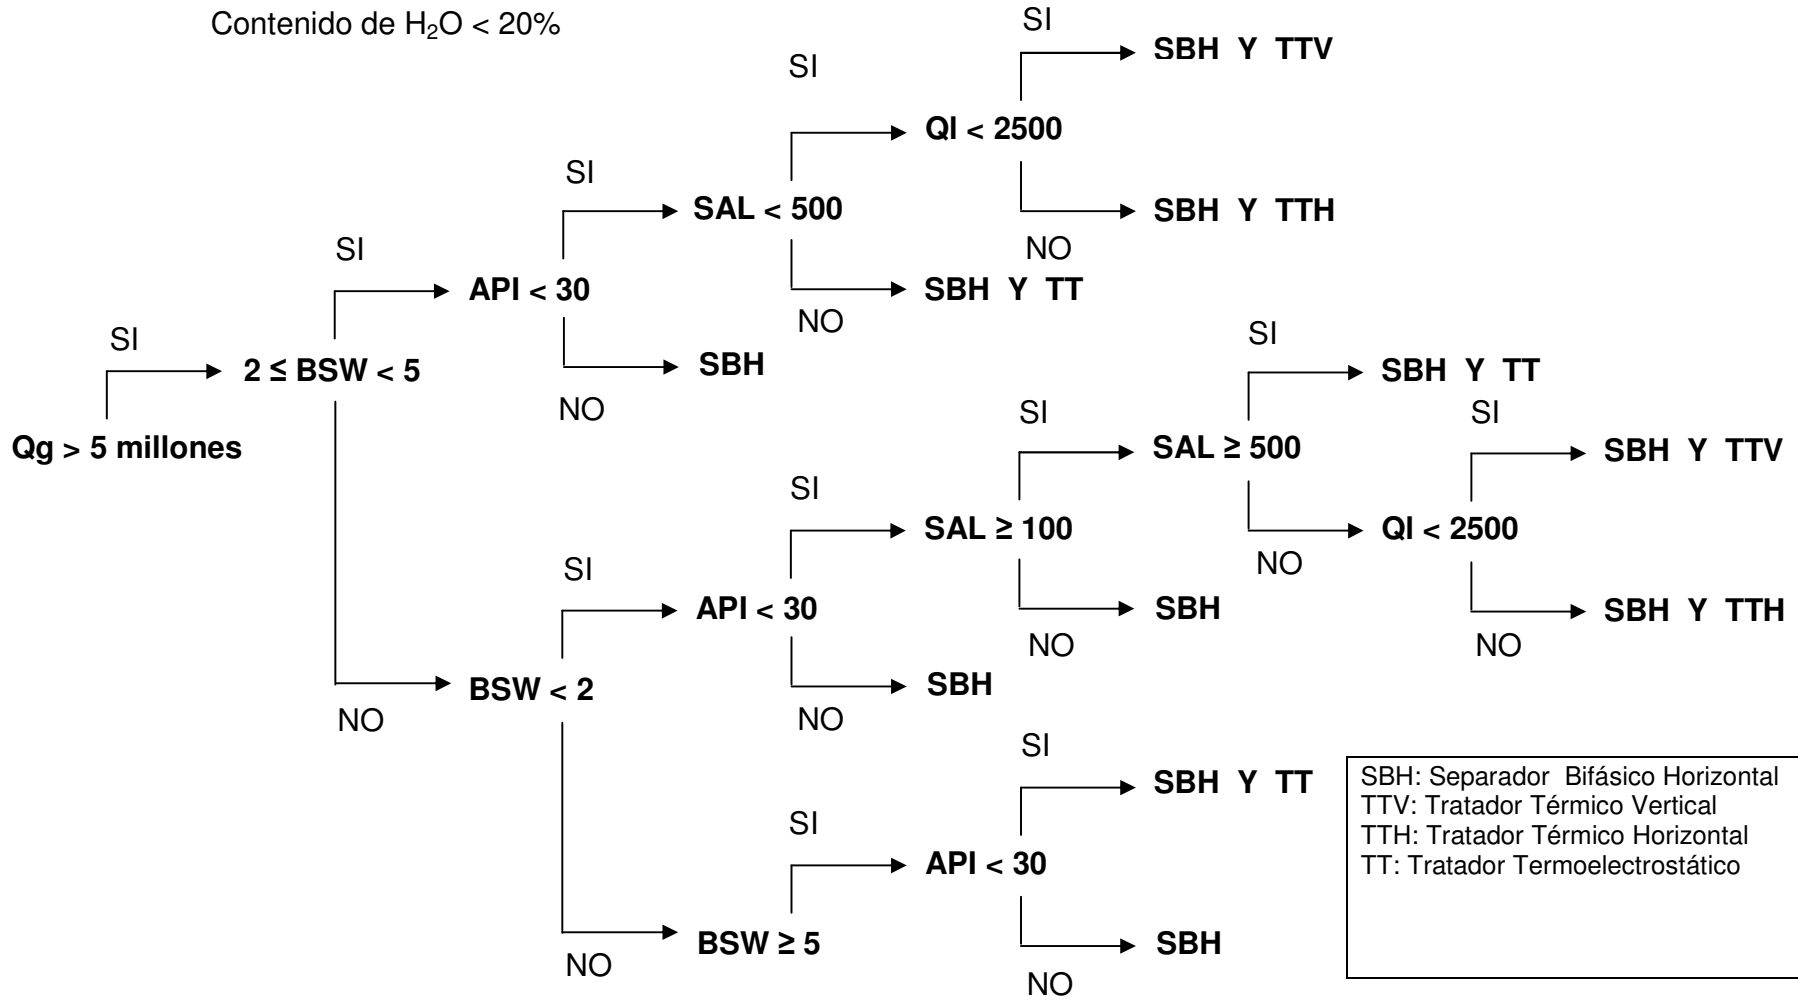 Contenido de H₂O < 20%
SI
SBH Y TTV
SI
QI < 2500
SI
SBH Y TTH
SAL < 500
NO
SI
API < 30
SBH Y TT
NO
SI
SBH
2 ≤ BSW < 5
NO
Qg > 5 millones
SI
SBH Y TT
SI
SI
SAL ≥ 500
SBH Y TTV
SI
SAL ≥ 100
QI < 2500
NO
SI
API < 30
SBH
SBH Y TTH
NO
NO
BSW < 2
SBH
NO
NO
SI
SBH Y TT
SI
API < 30
BSW ≥ 5
SBH
NO
NO
SBH: Separador Bifásico Horizontal
TTV: Tratador Térmico Vertical
TTH: Tratador Térmico Horizontal
TT: Tratador Termoelectrostático